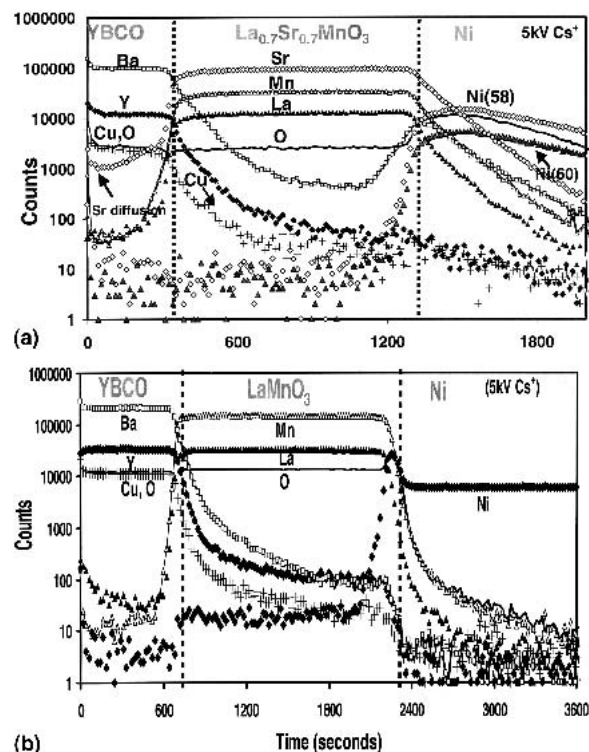 1000000
YBCO La0.7Sr0.7MnO3 Ni 5kV Cs+
Ba Sr
100000
Mn Ni(58)
Y La
10000
Cu,O O
1000 Ni(60)
Counts
Cu
100 Sr diffusion
10
1
(a) 0 600 1200 1800
1000000
YBCO LaMnO3 Ni (5kV Cs+)
100000 Ba Mn
Y La
10000 Cu, O O Ni
1000
Counts
100
10
1
0 600 1200 1800 2400 3000 3600
(b) Time (seconds)